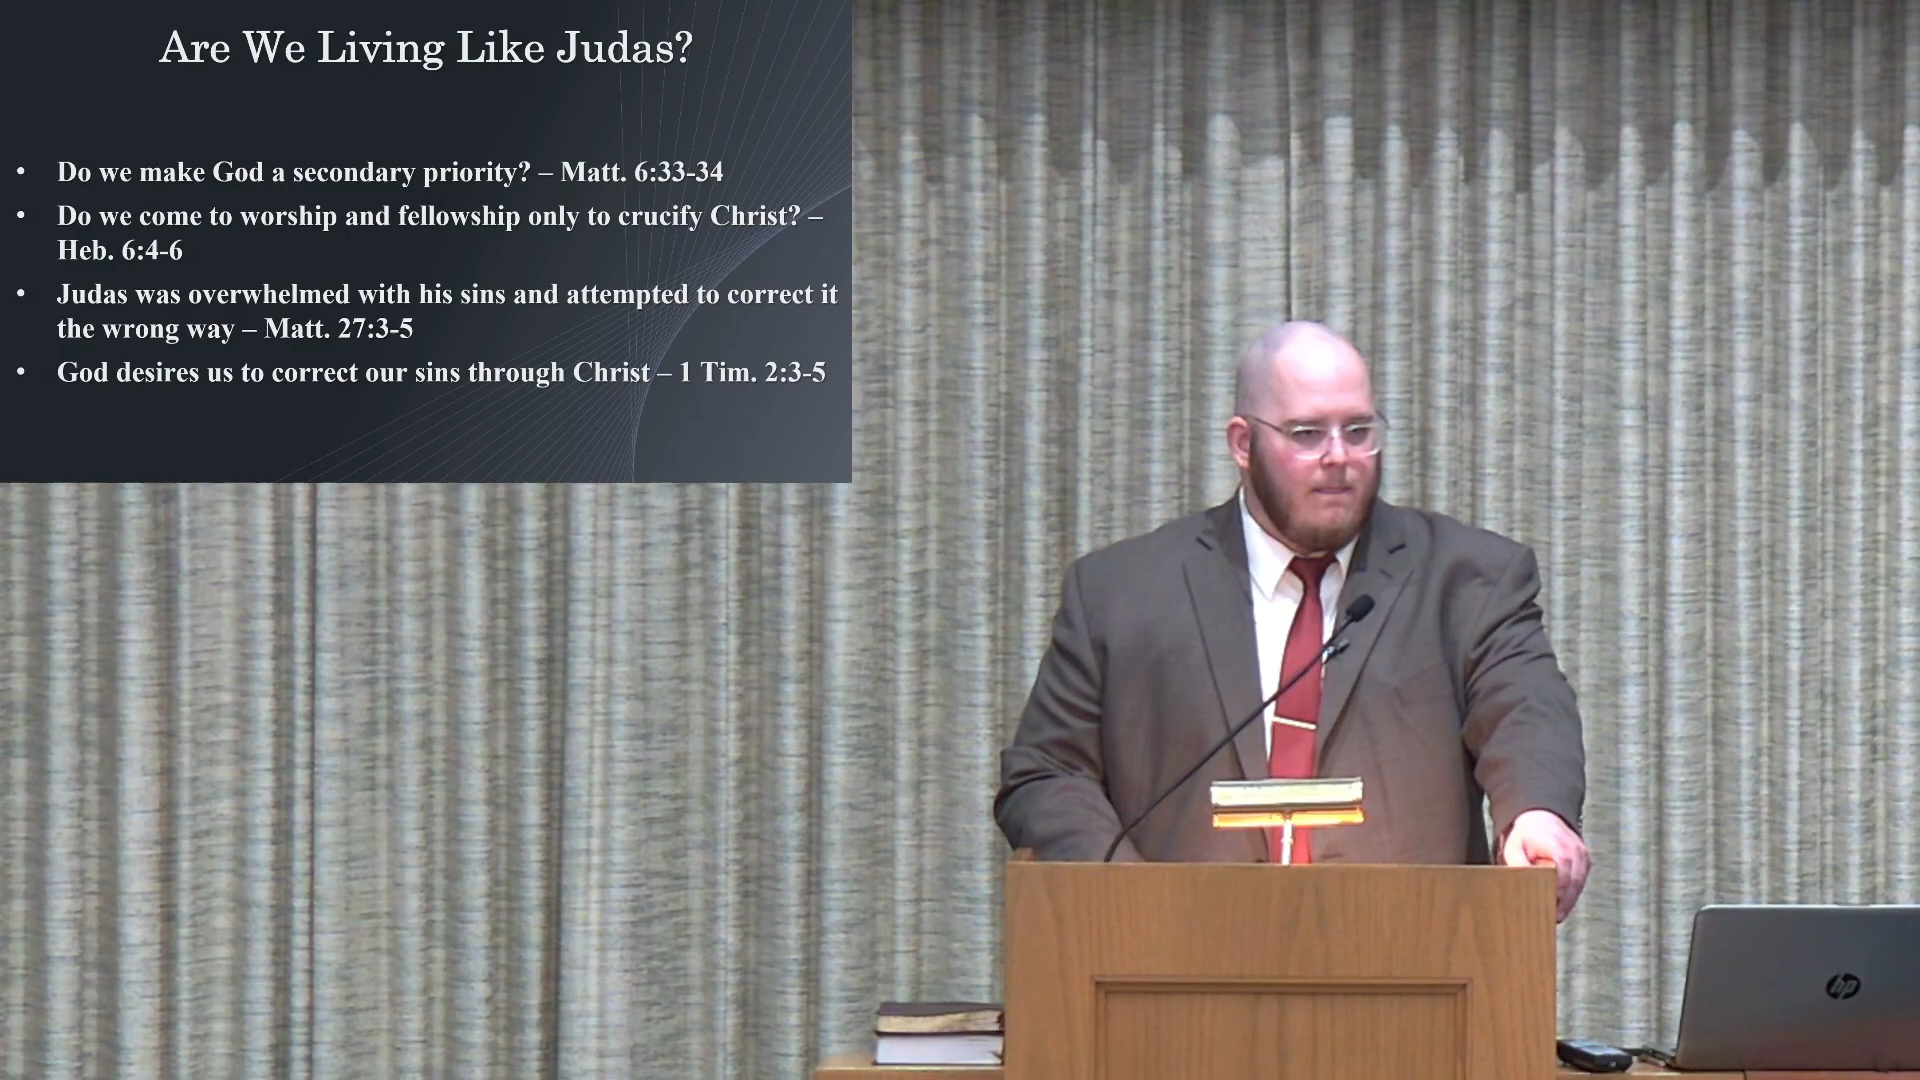 Are We Living Like Judas?
• Do we make God a secondary priority? – Matt. 6:33-34
• Do we come to worship and fellowship only to crucify Christ? –
Heb. 6:4-6
• Judas was overwhelmed with his sins and attempted to correct it
the wrong way – Matt. 27:3-5
• God desires us to correct our sins through Christ – 1 Tim. 2:3-5
hp